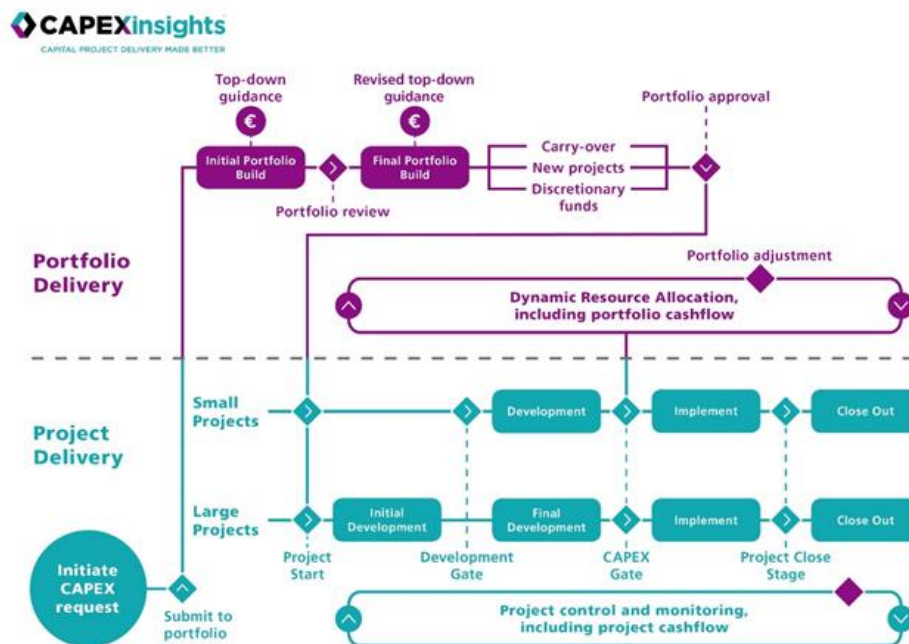 CAPEXinsights
CAPITAL PROJECT DELIVERY MADE BETTER
Top-down
guidance
€
Revised top-down
guidance
€
Portfolio approval
Initial Portfolio
Build
Final Portfolio
Build
Carry-over
New projects
Discretionary
funds
Portfolio review
Portfolio
Delivery
Portfolio adjustment
Dynamic Resource Allocation,
including portfolio cashflow
Project
Delivery
Small
Projects
Development
Implement
Close Out
Large
Projects
Initial
Development
Final
Development
Implement
Close Out
Project
Start
Development
Gate
CAPEX
Gate
Project Close
Stage
Initiate
CAPEX
request
Submit to
portfolio
Project control and monitoring,
including project cashflow